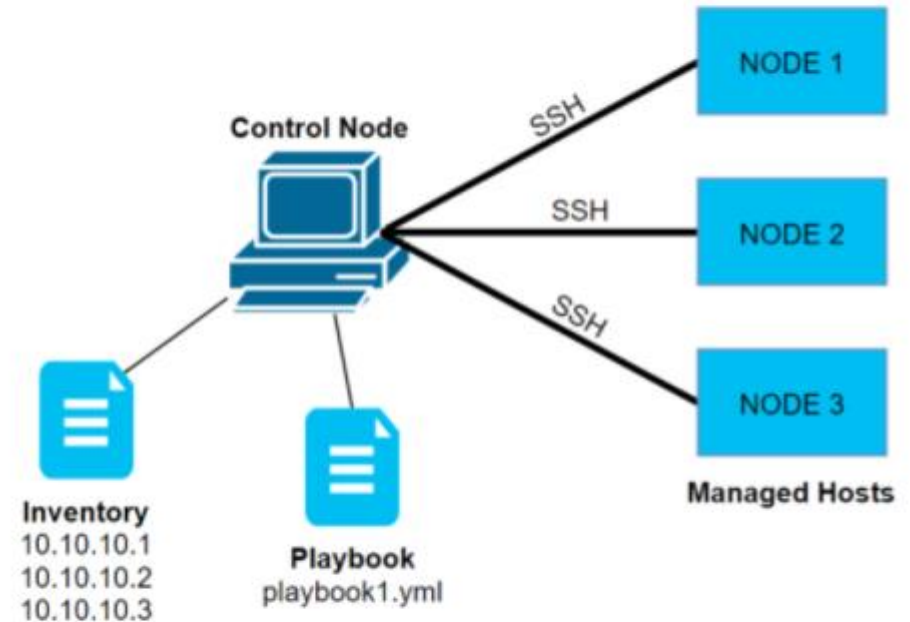 Control Node
SSH
NODE 1
SSH
NODE 2
SSH
NODE 3
Managed Hosts
Inventory
10.10.10.1
10.10.10.2
10.10.10.3
Playbook
playbook1.yml